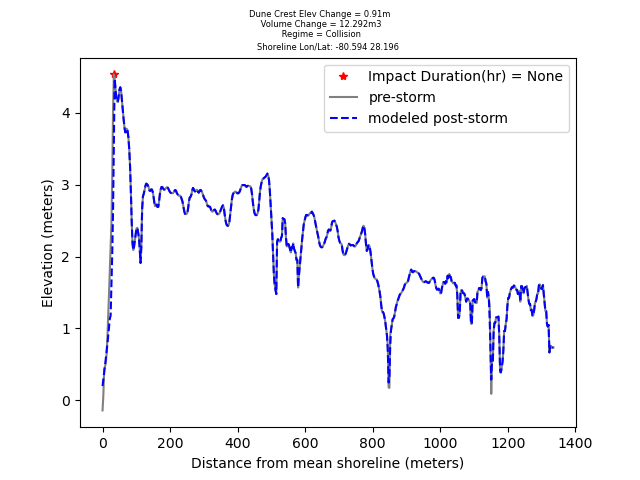 Dune Crest Elev Change = 0.91m
Volume Change = 12.292m3
Regime = Collision
Shoreline Lon/Lat: -80.594 28.196
Impact Duration(hr) = None
pre-storm
modeled post-storm
Elevation (meters)
4
3
2
1
0
0 200 400 600 800 1000 1200 1400
Distance from mean shoreline (meters)